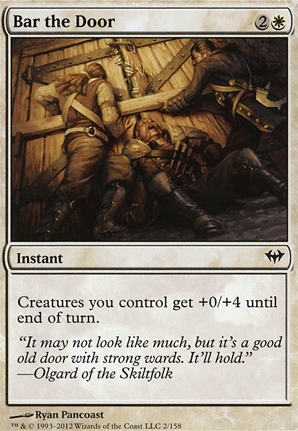 Bar the Door 2
Instant
Creatures you control get +0/+4 until
end of turn.
“It may not look like much, but it’s a good
old door with strong wards. It’ll hold.”
—Olgard of the Skiltfolk
Ryan Pancoast
™ & © 1993-2012 Wizards of the Coast LLC 2/158